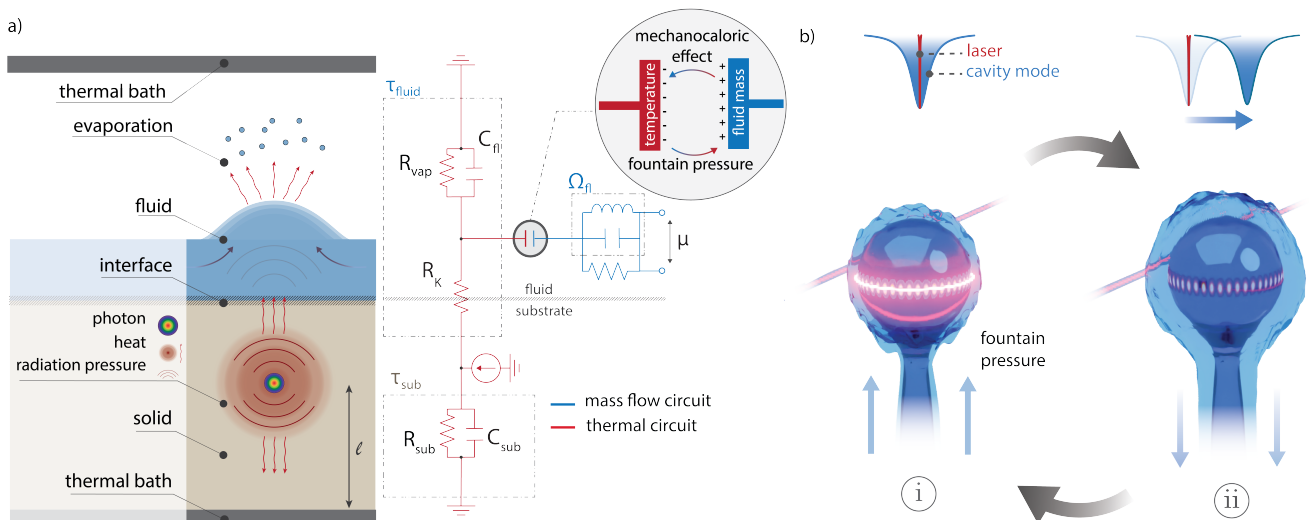 a)
thermal bath
evaporation
fluid
interface
photon
heat
radiation pressure
solid
thermal bath
ℓ
τfluid
Rvap
Cfl
RK
fluid
substrate
τsub
Rsub
Csub
mechanocaloric
effect
temperature
- - - - - -
+ + + + + +
fluid mass
fountain pressure
Ωfl
μ
mass flow circuit
thermal circuit
b)
laser
cavity mode
fountain
pressure
i
ii